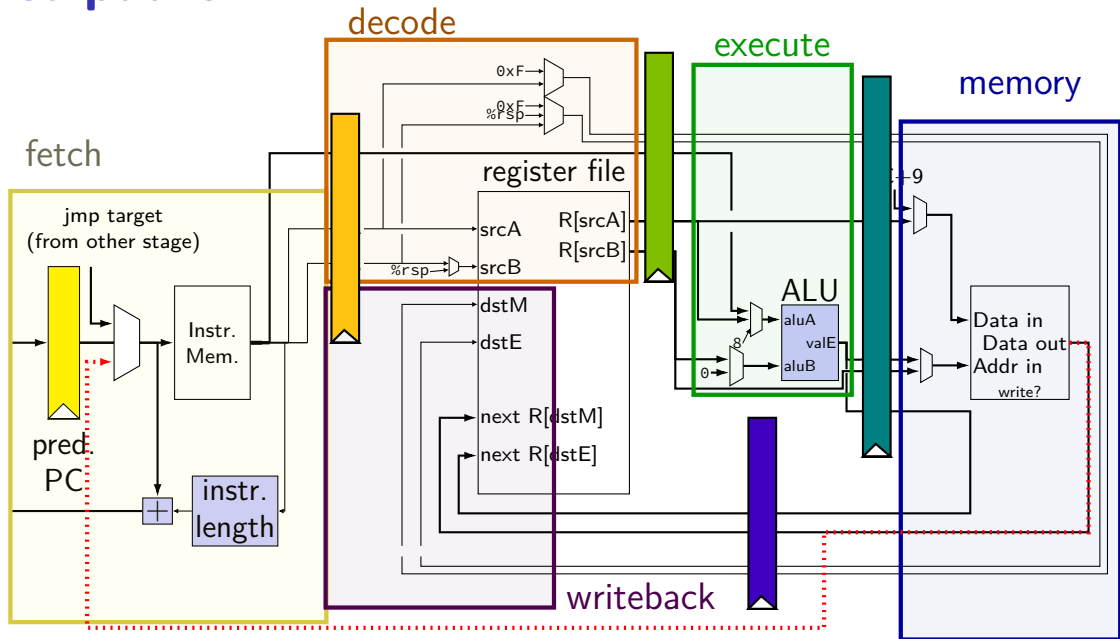 decode
execute
memory
fetch
0xF
0xF
%rsp
+9
register file
jmp target
(from other stage)
srcA
R[srcA]
R[srcB]
%rsp
srcB
ALU
dstM
aluA
Instr.
Mem.
Data in
dstE
8
valE
Data out
0
aluB
Addr in
write?
next R[dstM]
pred.
PC
next R[dstE]
instr.
length
+
writeback